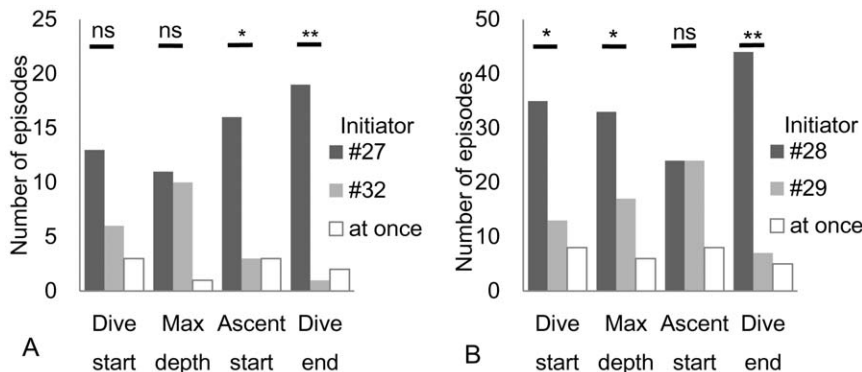 Number of episodes
25
20
15
10
5
0
ns
ns
*
**
Initiator
#27
#32
at once
Dive start
Max depth
Ascent start
Dive end
A
Number of episodes
50
40
30
20
10
0
*
*
ns
**
Initiator
#28
#29
at once
Dive start
Max depth
Ascent start
Dive end
B